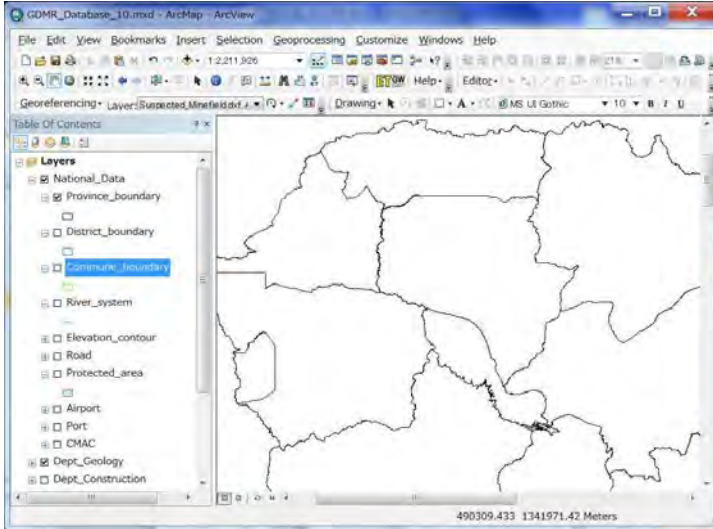 GDMR_Database_10.mxd - ArcMap - ArcView
File Edit View Bookmarks Insert Selection Geoprocessing Customize Windows Help
1:2,211,926
Help Editor
Georeferencing Layer: Drawing A MS UI Gothic 10 B I U
Table Of Contents
Layers
National_Data
Province_boundary
District_boundary
Commune_boundary
River_system
Elevation_contour
Road
Protected_area
Airport
Port
CMAC
Dept_Geology
Dept_Construction
490309.433 1341971.42 Meters